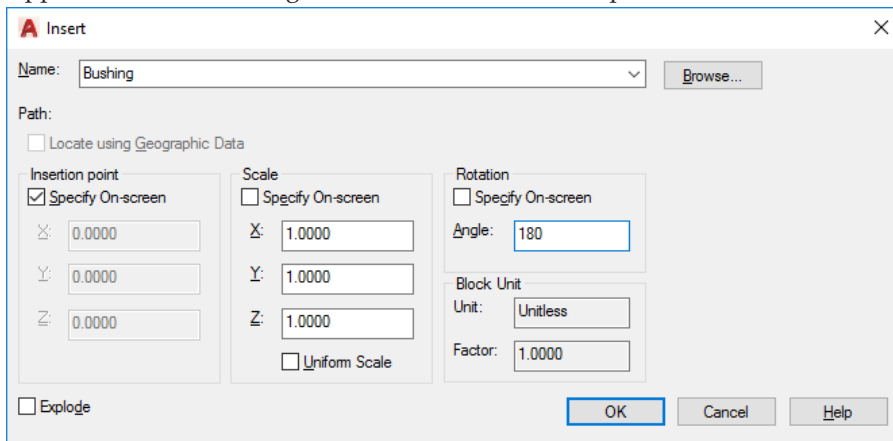 Insert
Name: Bushing Browse...
Path:
Locate using Geographic Data
Insertion point
Specify On-screen
X: 0.0000
Y: 0.0000
Z: 0.0000
Scale
Specify On-screen
X: 1.0000
Y: 1.0000
Z: 1.0000
Uniform Scale
Rotation
Specify On-screen
Angle: 180
Block Unit
Unit: Unitless
Factor: 1.0000
Explode
OK Cancel Help